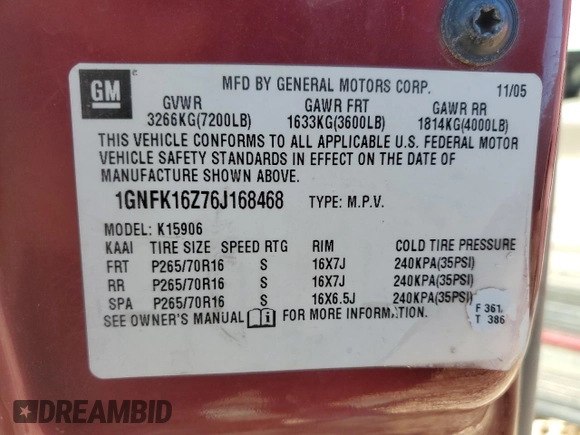 GM
MFD BY GENERAL MOTORS CORP. 11/05
GVWR GAWR FRT GAWR RR
3266KG(7200LB) 1633KG(3600LB) 1814KG(4000LB)
THIS VEHICLE CONFORMS TO ALL APPLICABLE U.S. FEDERAL MOTOR
VEHICLE SAFETY STANDARDS IN EFFECT ON THE DATE OF
MANUFACTURE SHOWN ABOVE.
1GNFK16Z76J168468 TYPE: M.P.V.
MODEL: K15906
KAAI TIRE SIZE SPEED RTG RIM COLD TIRE PRESSURE
FRT P265/70R16 S 16X7J 240KPA(35PSI)
RR P265/70R16 S 16X7J 240KPA(35PSI)
SPA P265/70R16 S 16X6.5J 240KPA(35PSI)
SEE OWNER'S MANUAL FOR MORE INFORMATION.
F 361
T 386
DREAMBID